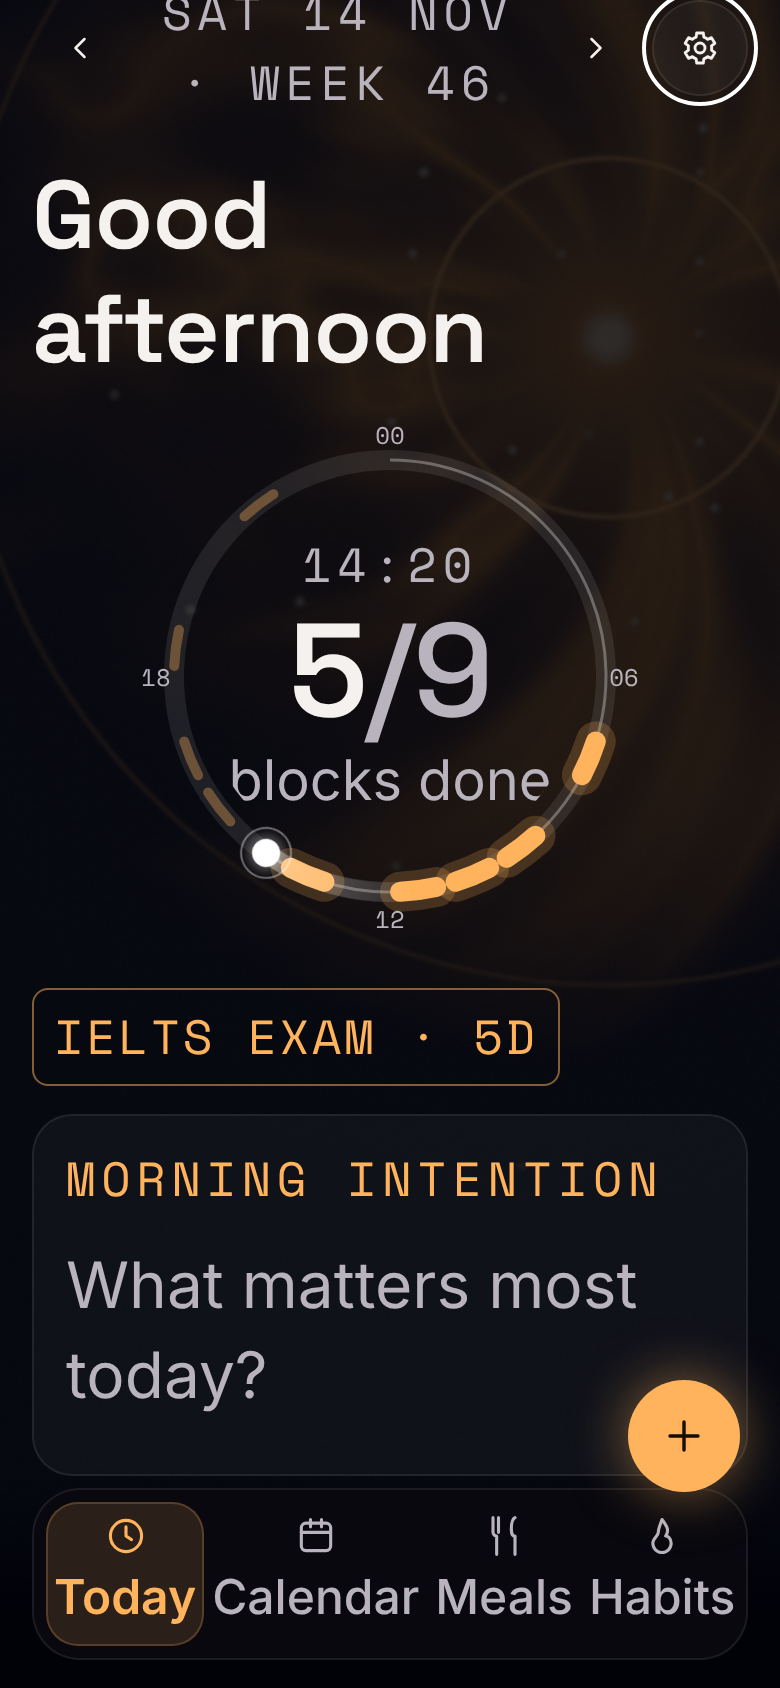 SAT 14 NOV
· WEEK 46
Good
afternoon
00
14:20
5/9
18
06
blocks done
12
IELTS EXAM · 5D
MORNING INTENTION
What matters most
today?
Today Calendar Meals Habits